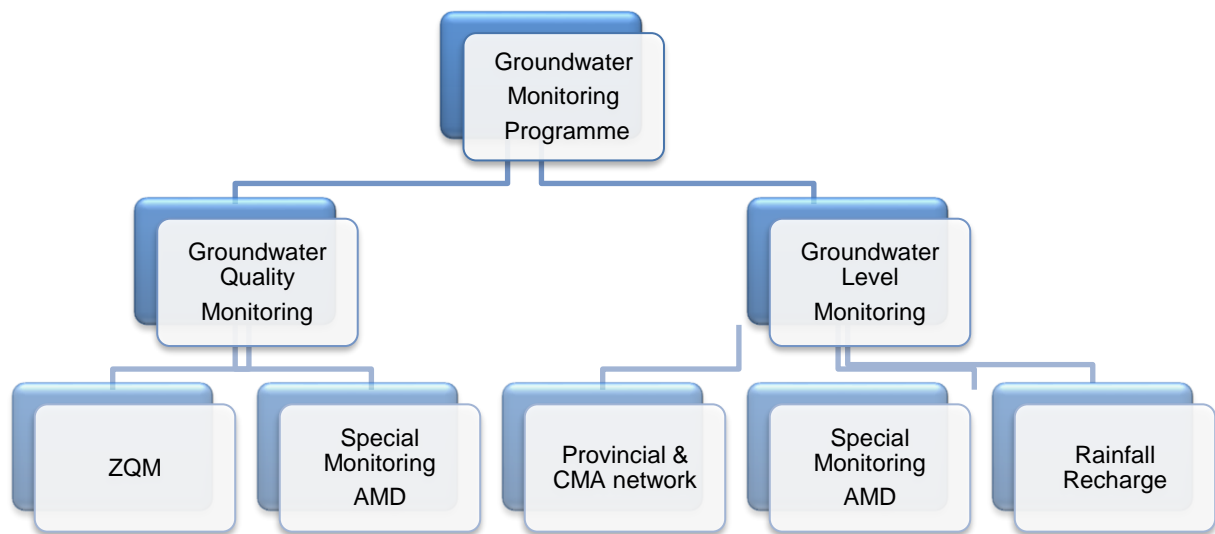 Groundwater
Monitoring
Programme
Groundwater
Quality
Monitoring
Groundwater
Level
Monitoring
ZQM
Special
Monitoring
AMD
Provincial &
CMA network
Special
Monitoring
AMD
Rainfall
Recharge